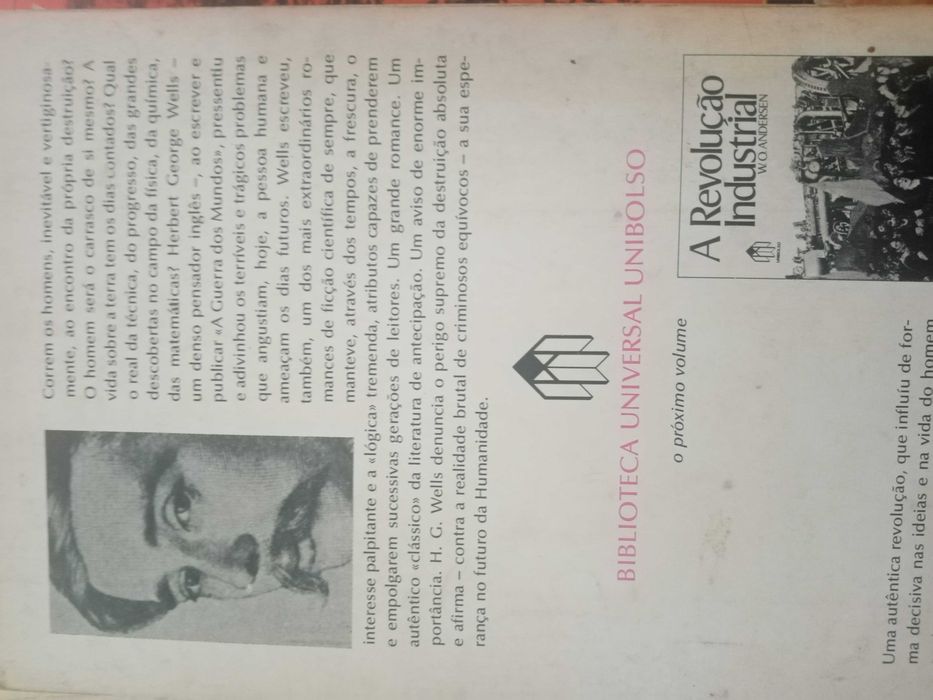 Correm os homens, inevitável e vertiginosa-
mente, ao encontro da própria destruição?
O homem será o carrasco de si mesmo? A
vida sobre a terra tem os dias contados? Qual
o real da técnica, do progresso, das grandes
descobertas no campo da física, da química,
das matemáticas? Herbert George Wells –
um denso pensador inglês –, ao escrever e
publicar «A Guerra dos Mundos», pressentiu
e adivinhou os terríveis e trágicos problemas
que angustiam, hoje, a pessoa humana e
ameaçam os dias futuros. Wells escreveu,
também, um dos mais extraordinários ro-
mances de ficção científica de sempre, que
manteve, através dos tempos, a frescura, o
interesse palpitante e a «lógica» tremenda, atributos capazes de prenderem
e empolgarem sucessivas gerações de leitores. Um grande romance. Um
autêntico «clássico» da literatura de antecipação. Um aviso de enorme im-
portância. H. G. Wells denuncia o perigo supremo da destruição absoluta
e afirma – contra a realidade brutal de criminosos equívocos – a sua espe-
rança no futuro da Humanidade.
BIBLIOTECA UNIVERSAL UNIBOLSO
o próximo volume
A Revolução
Industrial
W.O. ANDERSEN
Uma autêntica revolução, que influíu de for-
ma decisiva nas ideias e na vida do homem